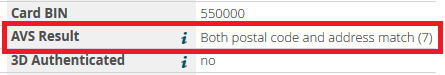 Card BIN 550000
AVS Result i Both postal code and address match (7)
3D Authenticated i no